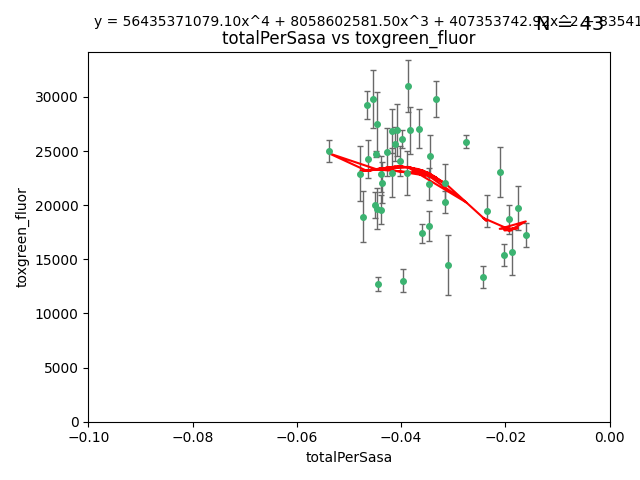 y = 56435371079.10x^4 + 8058602581.50x^3 + 407353742.92x^2 + 83541
N = 43
totalPerSasa vs toxgreen_fluor
30000
25000
20000
15000
10000
5000
0
toxgreen_fluor
−0.10 −0.08 −0.06 −0.04 −0.02 0.00
totalPerSasa